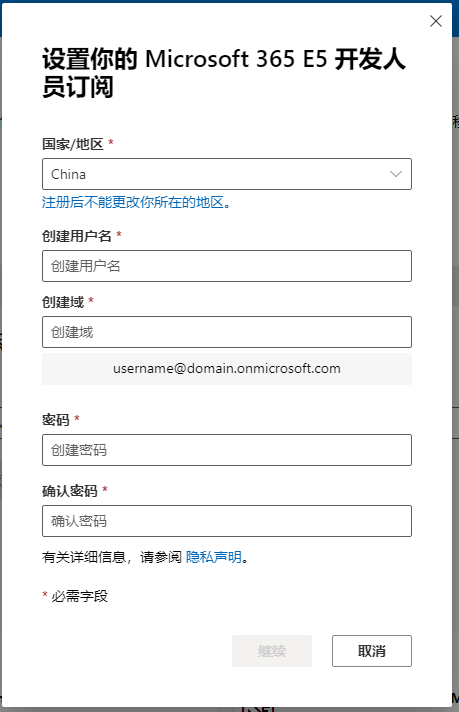 设置你的 Microsoft 365 E5 开发人
员订阅
国家/地区 *
China
注册后不能更改你所在的地区。
创建用户名 *
创建用户名
创建域 *
创建域
username@domain.onmicrosoft.com
密码 *
创建密码
确认密码 *
确认密码
有关详细信息，请参阅 隐私声明。
* 必需字段
继续 取消